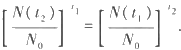 [N(t₂)/N₀]^t₁ = [N(t₁)/N₀]^t₂.